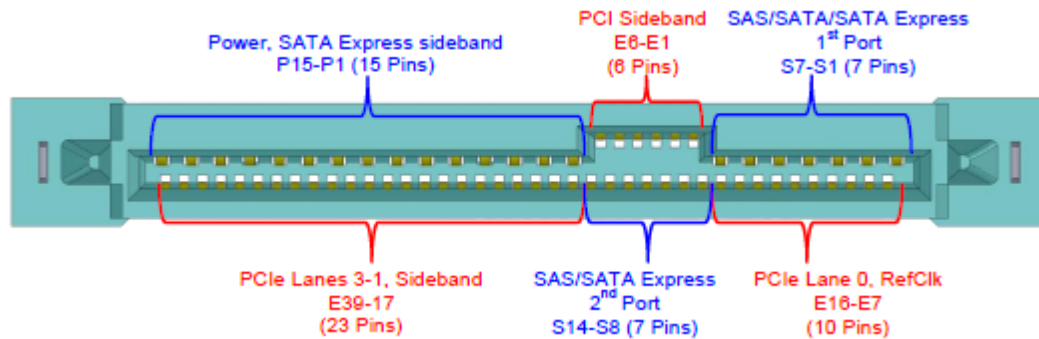 Power, SATA Express sideband
P15-P1 (15 Pins)
PCI Sideband
E6-E1
(6 Pins)
SAS/SATA/SATA Express
1st Port
S7-S1 (7 Pins)
PCIe Lanes 3-1, Sideband
E39-17
(23 Pins)
SAS/SATA Express
2nd Port
S14-S8 (7 Pins)
PCIe Lane 0, RefClk
E16-E7
(10 Pins)